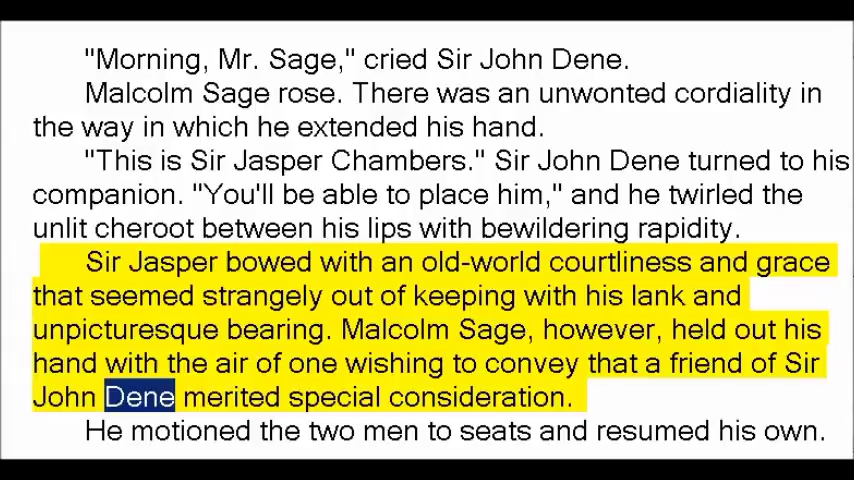 "Morning, Mr. Sage," cried Sir John Dene.
Malcolm Sage rose. There was an unwonted cordiality in
the way in which he extended his hand.
"This is Sir Jasper Chambers." Sir John Dene turned to his
companion. "You'll be able to place him," and he twirled the
unlit cheroot between his lips with bewildering rapidity.
Sir Jasper bowed with an old-world courtliness and grace
that seemed strangely out of keeping with his lank and
unpicturesque bearing. Malcolm Sage, however, held out his
hand with the air of one wishing to convey that a friend of Sir
John Dene merited special consideration.
He motioned the two men to seats and resumed his own.